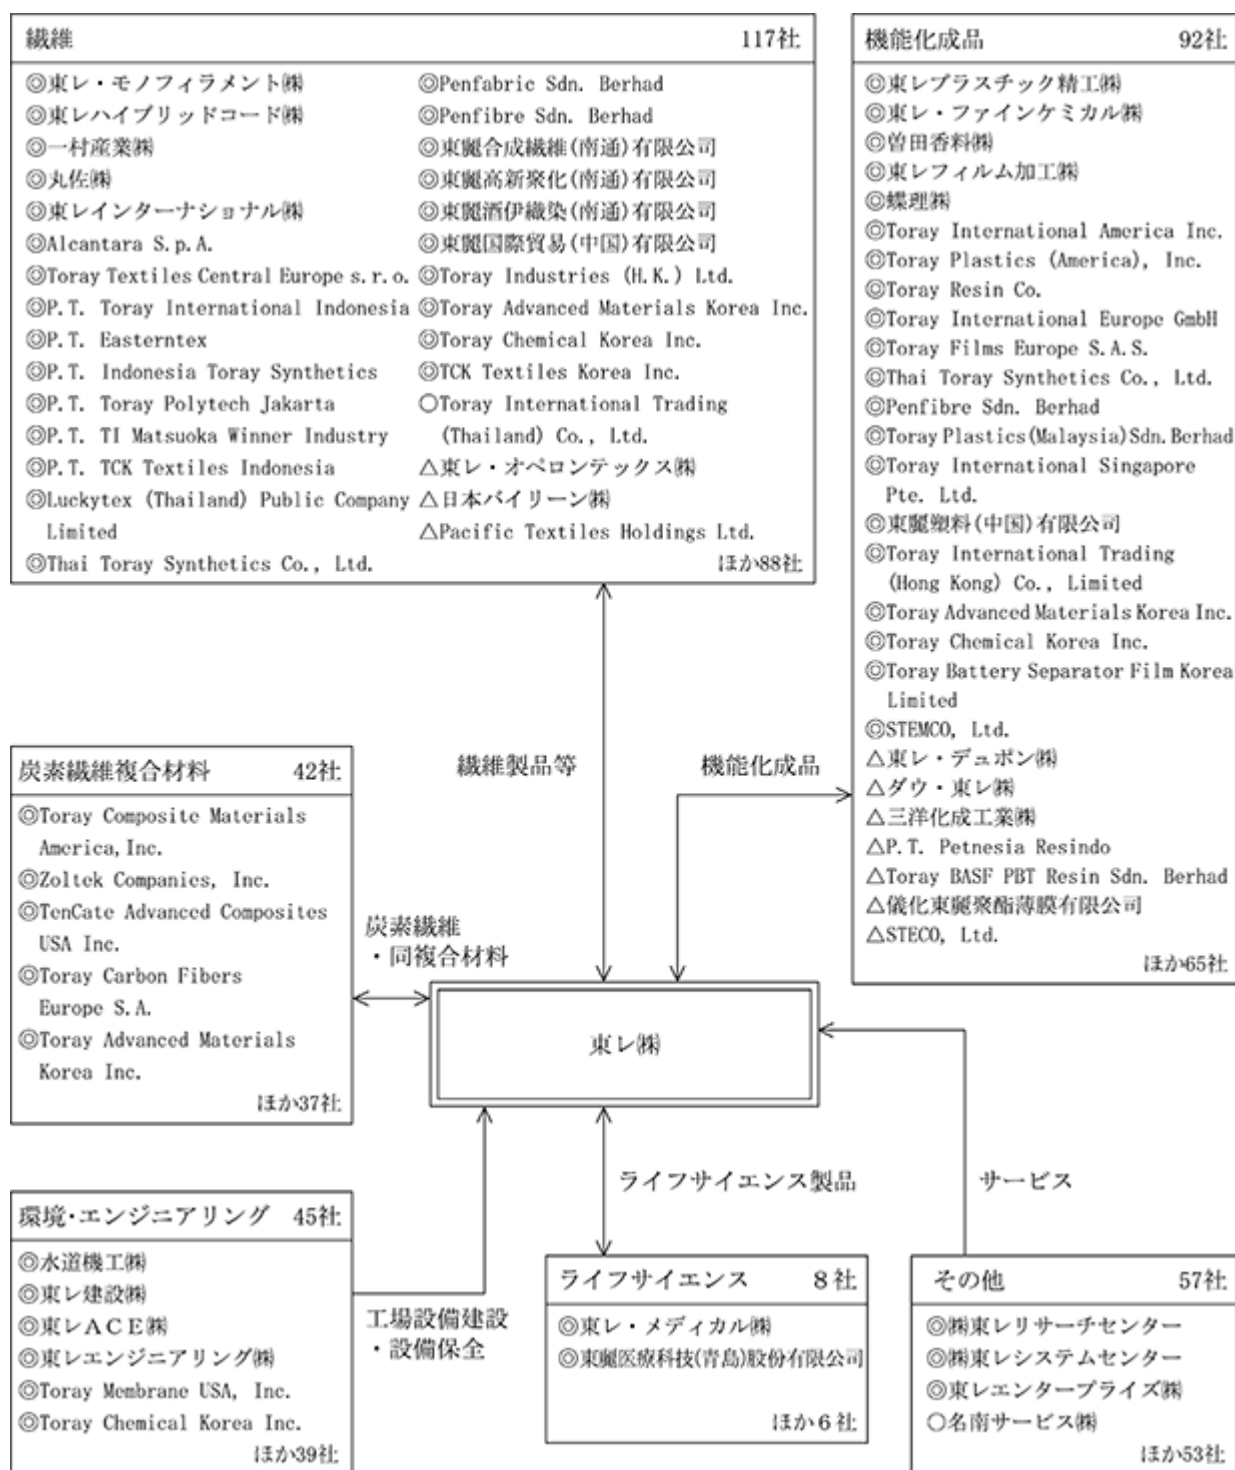 繊維 117社
◎東レ・モノフィラメント㈱
◎東レハイブリッドコード㈱
◎一村産業㈱
◎丸佐㈱
◎東レインターナショナル㈱
◎Alcantara S.p.A.
◎Toray Textiles Central Europe s.r.o.
◎P.T. Toray International Indonesia
◎P.T. Easterntex
◎P.T. Indonesia Toray Synthetics
◎P.T. Toray Polytech Jakarta
◎P.T. TI Matsuoka Winner Industry
◎P.T. TCK Textiles Indonesia
◎Luckytex (Thailand) Public Company
Limited
◎Thai Toray Synthetics Co., Ltd.
◎Penfabric Sdn. Berhad
◎Penfibre Sdn. Berhad
◎東麗合成繊維(南通)有限公司
◎東麗高新聚化(南通)有限公司
◎東麗酒伊織染(南通)有限公司
◎東麗国際貿易(中国)有限公司
◎Toray Industries (H.K.) Ltd.
◎Toray Advanced Materials Korea Inc.
◎Toray Chemical Korea Inc.
◎TCK Textiles Korea Inc.
○Toray International Trading
(Thailand) Co., Ltd.
△東レ・オペロンテックス㈱
△日本バイリーン㈱
△Pacific Textiles Holdings Ltd.
ほか88社
機能化成品 92社
◎東レプラスチック精工㈱
◎東レ・ファインケミカル㈱
◎曽田香料㈱
◎東レフィルム加工㈱
◎蝶理㈱
◎Toray International America Inc.
◎Toray Plastics (America), Inc.
◎Toray Resin Co.
◎Toray International Europe GmbH
◎Toray Films Europe S.A.S.
◎Thai Toray Synthetics Co., Ltd.
◎Penfibre Sdn. Berhad
◎Toray Plastics(Malaysia)Sdn.Berhad
◎Toray International Singapore
Pte. Ltd.
◎東麗塑料(中国)有限公司
◎Toray International Trading
(Hong Kong) Co., Limited
◎Toray Advanced Materials Korea Inc.
◎Toray Chemical Korea Inc.
◎Toray Battery Separator Film Korea
Limited
◎STEMCO, Ltd.
△東レ・デュポン㈱
△ダウ・東レ㈱
△三洋化成工業㈱
△P.T. Petnesia Resindo
△Toray BASF PBT Resin Sdn. Berhad
△儀化東麗聚酯薄膜有限公司
△STECO, Ltd.
ほか65社
繊維製品等
機能化成品
炭素繊維複合材料 42社
◎Toray Composite Materials
America,Inc.
◎Zoltek Companies, Inc.
◎TenCate Advanced Composites
USA Inc.
◎Toray Carbon Fibers
Europe S.A.
◎Toray Advanced Materials
Korea Inc.
ほか37社
炭素繊維
・同複合材料
東レ㈱
ライフサイエンス製品
サービス
環境・エンジニアリング 45社
◎水道機工㈱
◎東レ建設㈱
◎東レACE㈱
◎東レエンジニアリング㈱
◎Toray Membrane USA, Inc.
◎Toray Chemical Korea Inc.
ほか39社
工場設備建設
・設備保全
ライフサイエンス 8社
◎東レ・メディカル㈱
◎東麗医療科技(青島)股份有限公司
ほか6社
その他 57社
◎㈱東レリサーチセンター
◎㈱東レシステムセンター
◎東レエンタープライズ㈱
○名南サービス㈱
ほか53社